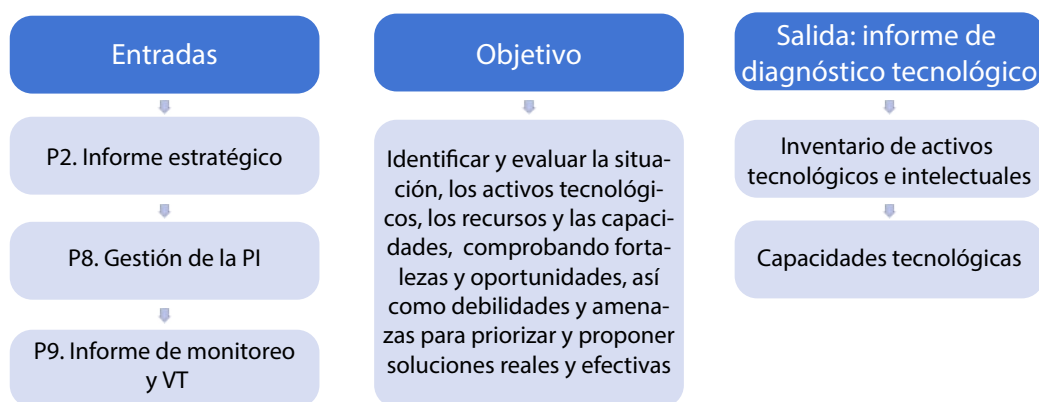 Entradas
P2. Informe estratégico
P8. Gestión de la PI
P9. Informe de monitoreo
y VT
Objetivo
Identificar y evaluar la situa-
ción, los activos tecnológi-
cos, los recursos y las capaci-
dades, comprobando forta-
lezas y oportunidades, así
como debilidades y amena-
zas para priorizar y proponer
soluciones reales y efectivas
Salida: informe de
diagnóstico tecnológico
Inventario de activos
tecnológicos e intelectuales
Capacidades tecnológicas